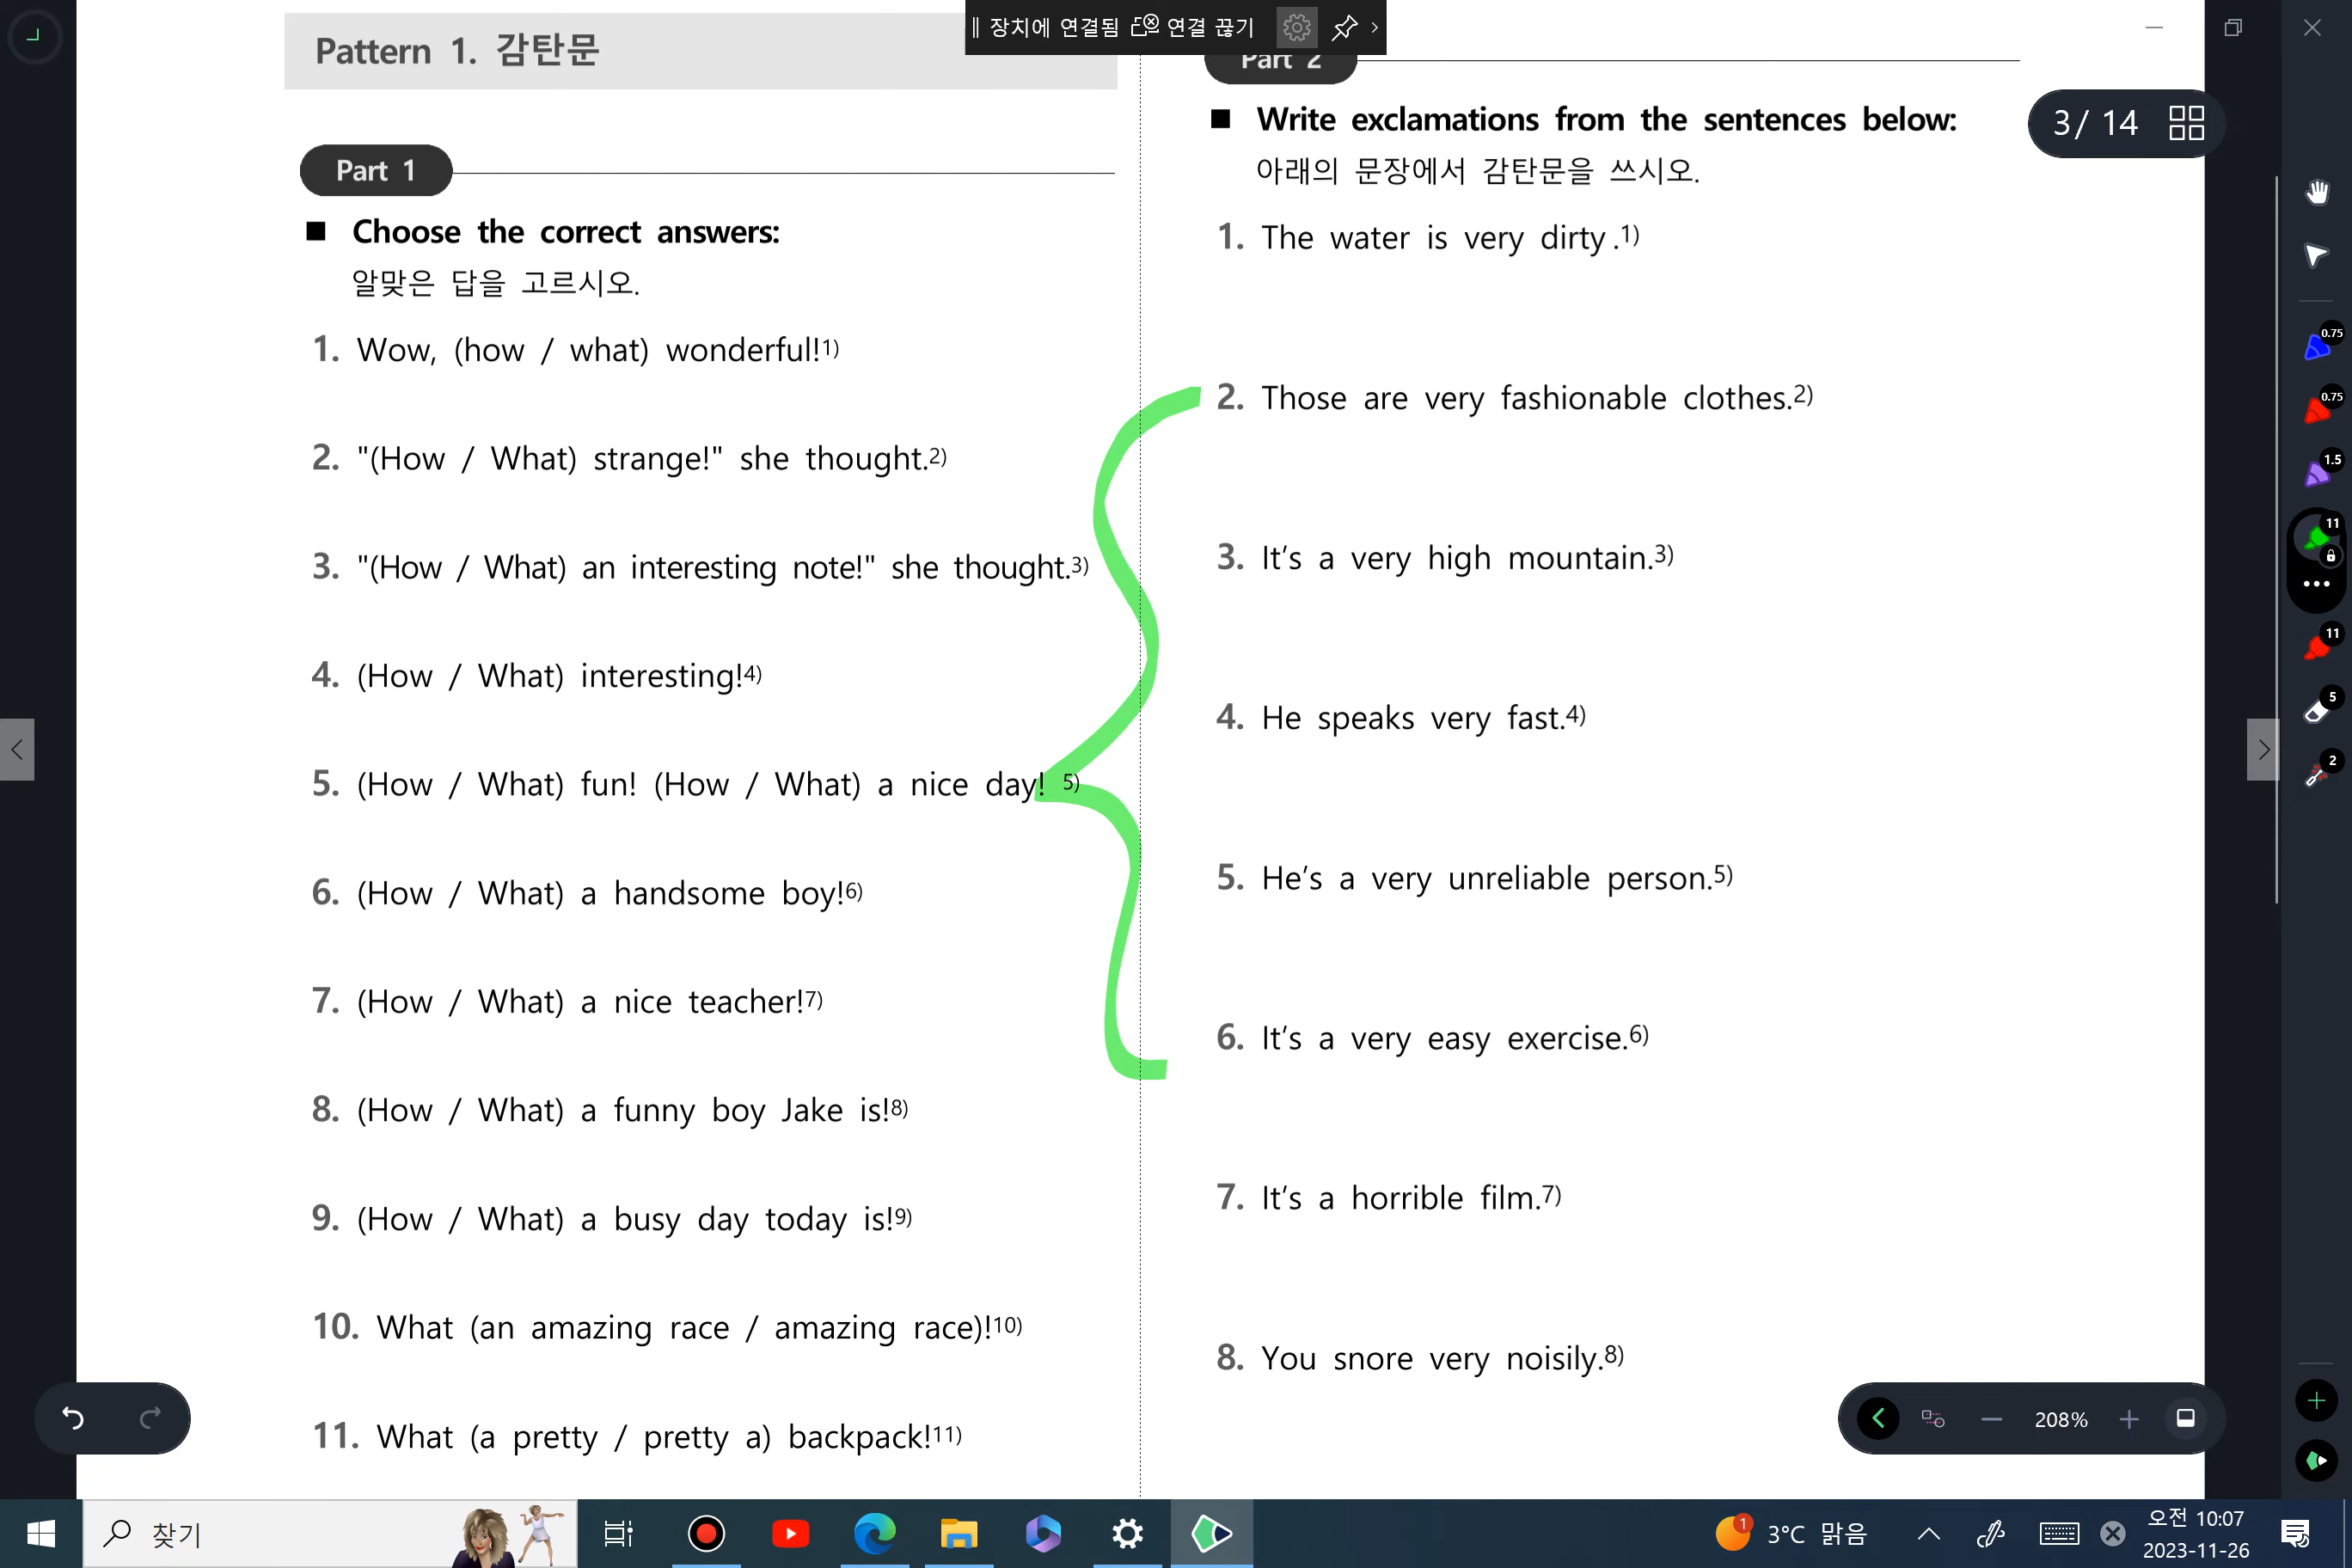 장치에 연결됨 연결 끊기
Pattern 1. 감탄문
Part 1
■ Choose the correct answers:
알맞은 답을 고르시오.
1. Wow, (how / what) wonderful!1)
2. "(How / What) strange!" she thought.2)
3. "(How / What) an interesting note!" she thought.3)
4. (How / What) interesting!4)
5. (How / What) fun! (How / What) a nice day! 5)
6. (How / What) a handsome boy!6)
7. (How / What) a nice teacher!7)
8. (How / What) a funny boy Jake is!8)
9. (How / What) a busy day today is!9)
10. What (an amazing race / amazing race)!10)
11. What (a pretty / pretty a) backpack!11)
Part 2
■ Write exclamations from the sentences below:
아래의 문장에서 감탄문을 쓰시오.
1. The water is very dirty .1)
2. Those are very fashionable clothes.2)
3. It's a very high mountain.3)
4. He speaks very fast.4)
5. He's a very unreliable person.5)
6. It's a very easy exercise.6)
7. It's a horrible film.7)
8. You snore very noisily.8)
3/ 14
0.75
0.75
1.5
11
11
5
2
208%
찾기
1
3°C 맑음
오전 10:07
2023-11-26